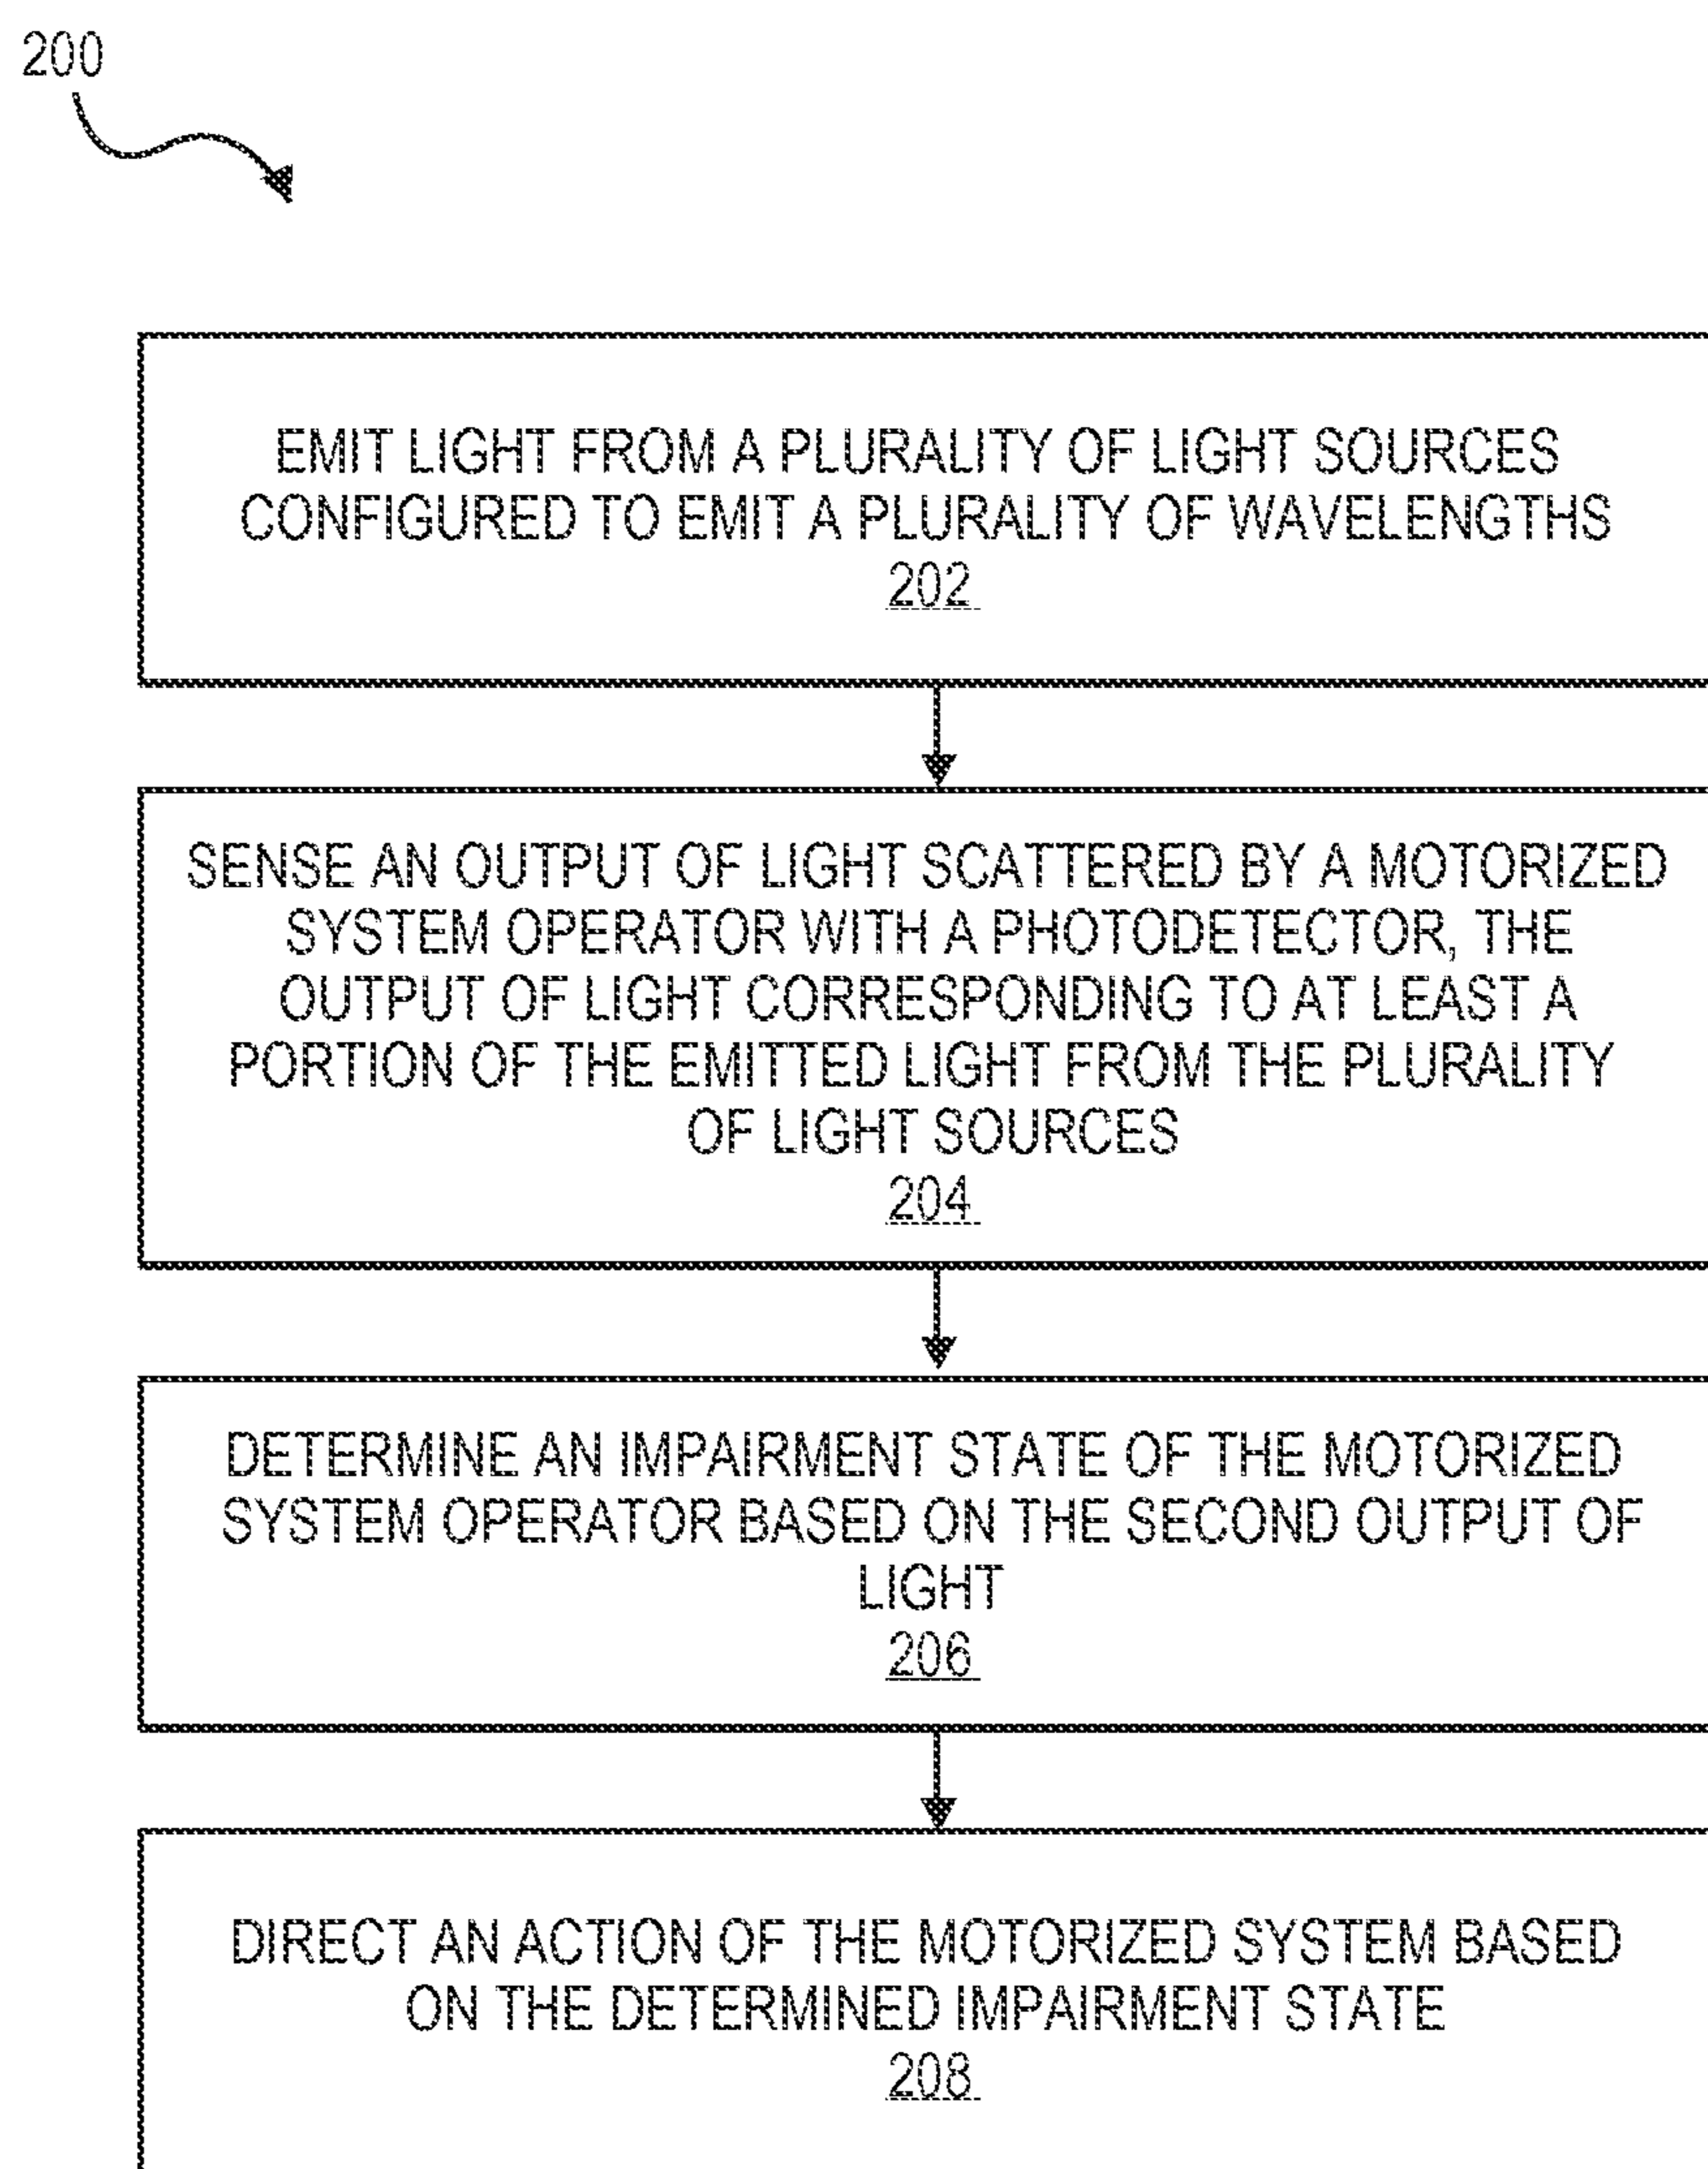 200
EMIT LIGHT FROM A PLURALITY OF LIGHT SOURCES
CONFIGURED TO EMIT A PLURALITY OF WAVELENGTHS
202
SENSE AN OUTPUT OF LIGHT SCATTERED BY A MOTORIZED
SYSTEM OPERATOR WITH A PHOTODETECTOR, THE
OUTPUT OF LIGHT CORRESPONDING TO AT LEAST A
PORTION OF THE EMITTED LIGHT FROM THE PLURALITY
OF LIGHT SOURCES
204
DETERMINE AN IMPAIRMENT STATE OF THE MOTORIZED
SYSTEM OPERATOR BASED ON THE SECOND OUTPUT OF
LIGHT
206
DIRECT AN ACTION OF THE MOTORIZED SYSTEM BASED
ON THE DETERMINED IMPAIRMENT STATE
208